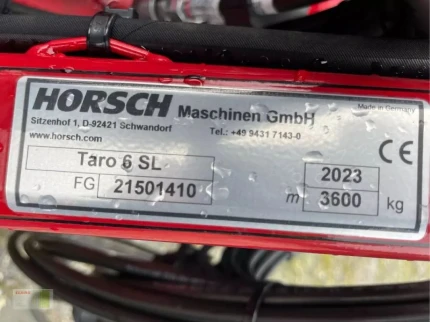 HORSCH Maschinen GmbH
Made in Germany
Sitzenhof 1, D-92421 Schwandorf
www.horsch.com
Tel.: +49 9431 7143-0
CE
Taro 6 SL
2023
FG 21501410
m 3600 kg